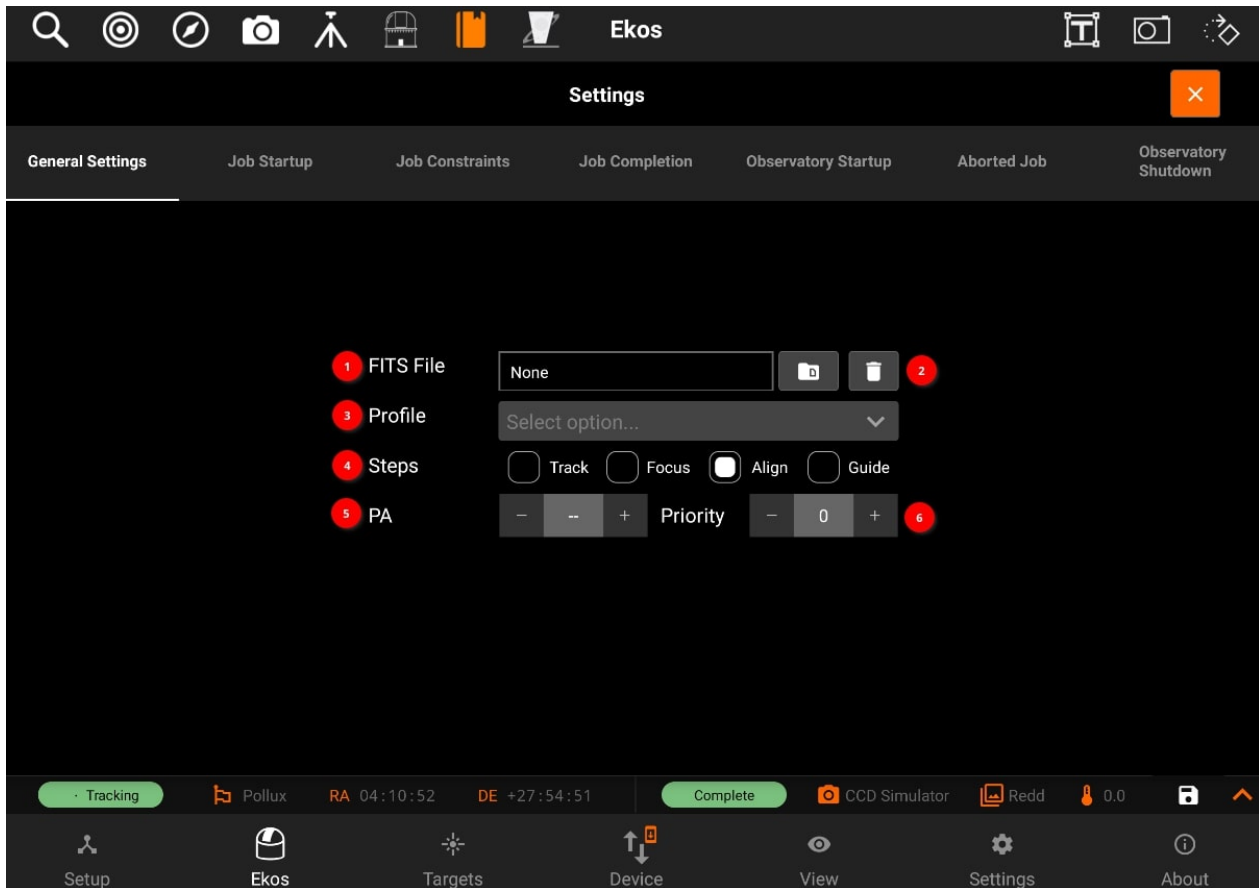 Ekos
Settings
General Settings
Job Startup
Job Constraints
Job Completion
Observatory Startup
Aborted Job
Observatory
Shutdown
1 FITS File None 2
3 Profile Select option...
4 Steps Track Focus Align Guide
5 PA − -- + Priority − 0 + 6
· Tracking Pollux RA 04:10:52 DE +27:54:51 Complete CCD Simulator Redd 0.0
Setup Ekos Targets Device View Settings About